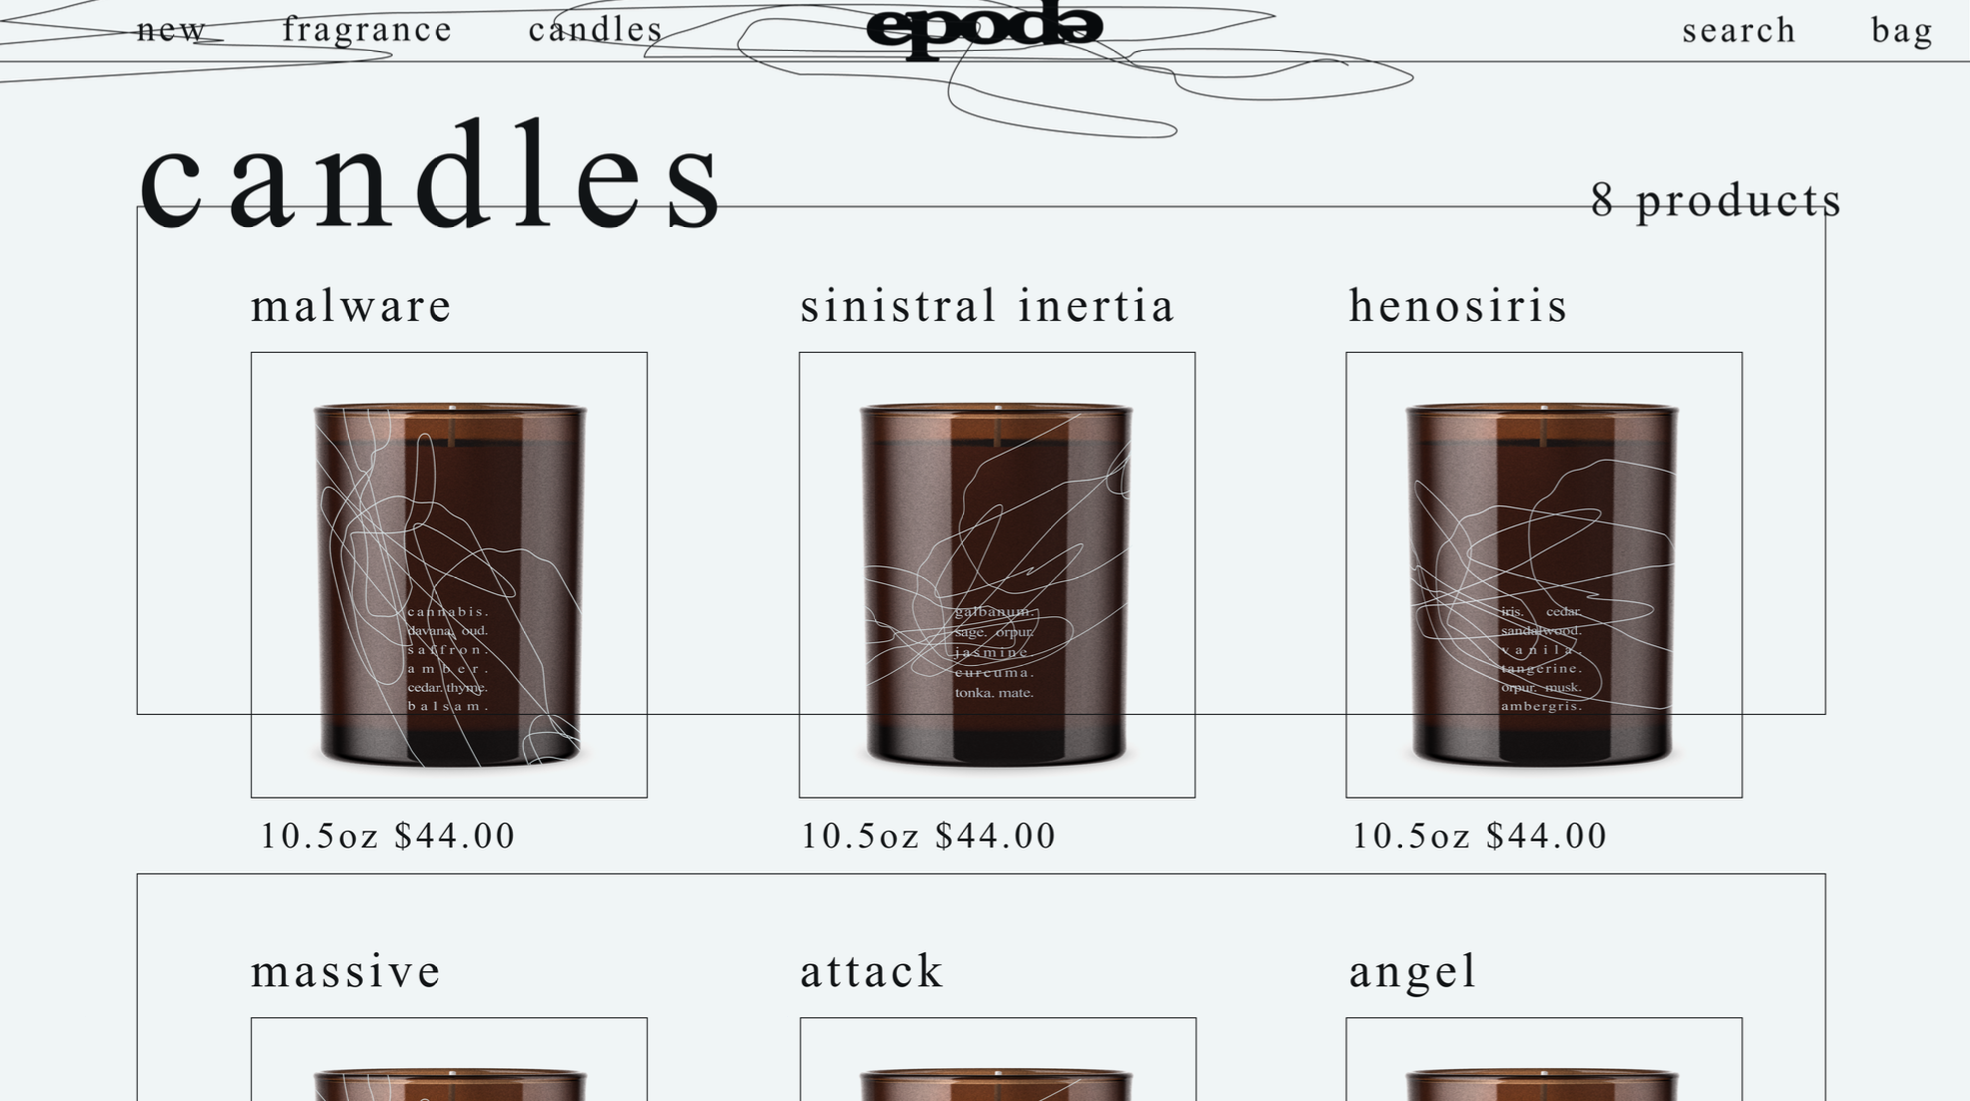 new fragrance candles epode search bag
candles
8 products
malware sinistral inertia henosiris
cannabis.
davana. oud.
saffron.
amber.
cedar. thyme.
balsam.
galbanum.
sage. orpur.
jasmine.
curcuma.
tonka. mate.
iris. cedar.
sandalwood.
vanila.
tangerine.
orpur. musk.
ambergris.
10.5oz $44.00 10.5oz $44.00 10.5oz $44.00
massive attack angel